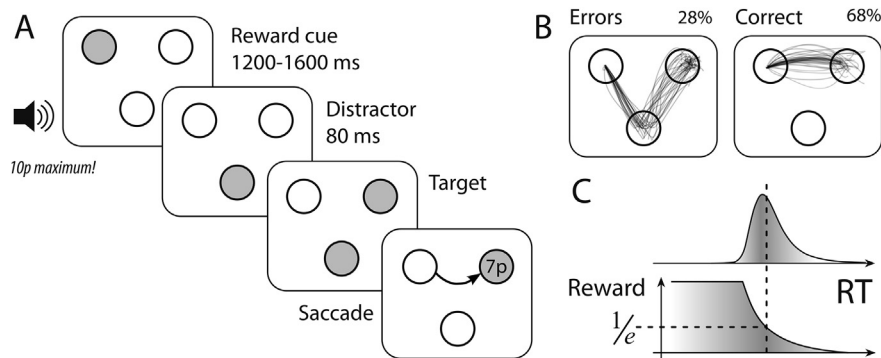 A
Reward cue
1200-1600 ms
10p maximum!
Distractor
80 ms
Target
7p
Saccade
B
Errors 28%
Correct 68%
C
RT
Reward
1/e